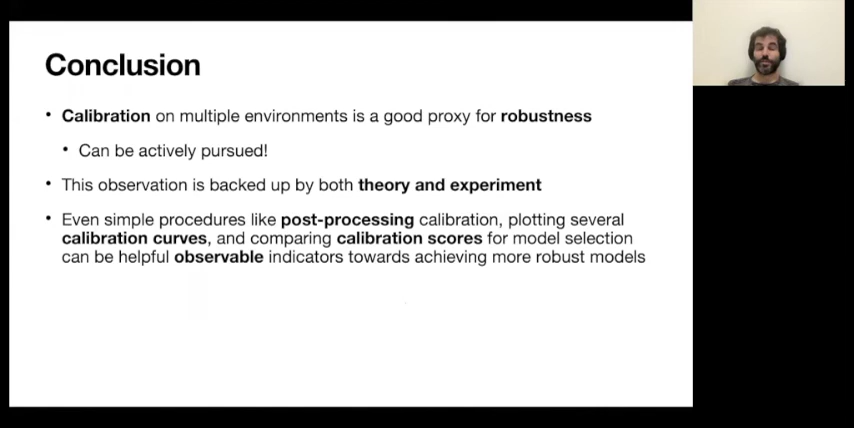 Conclusion
• Calibration on multiple environments is a good proxy for robustness
• Can be actively pursued!
• This observation is backed up by both theory and experiment
• Even simple procedures like post-processing calibration, plotting several
calibration curves, and comparing calibration scores for model selection
can be helpful observable indicators towards achieving more robust models